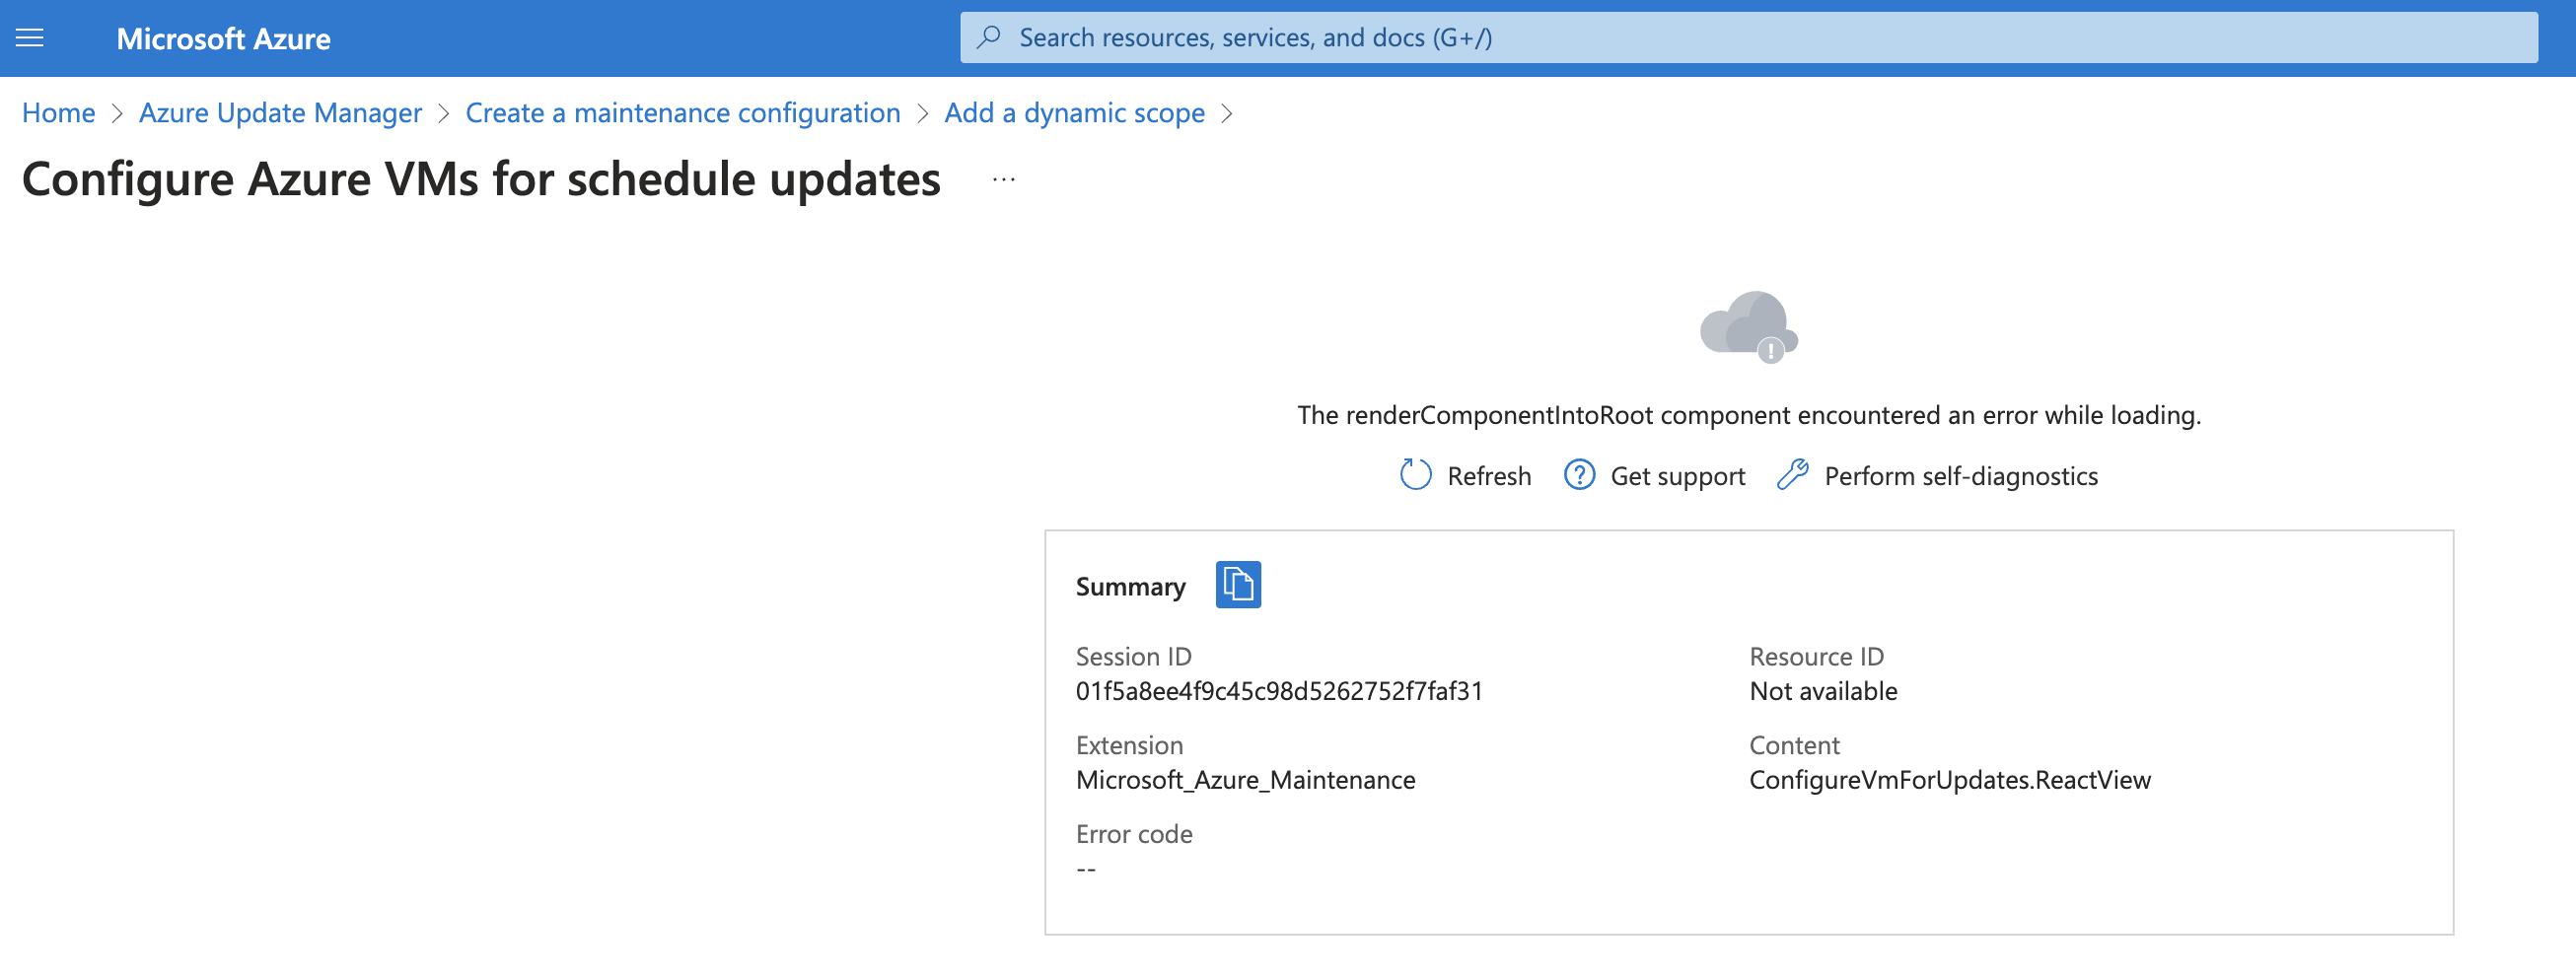 Microsoft Azure
Search resources, services, and docs (G+/)
Home > Azure Update Manager > Create a maintenance configuration > Add a dynamic scope >
Configure Azure VMs for schedule updates ...
The renderComponentIntoRoot component encountered an error while loading.
Refresh Get support Perform self-diagnostics
Summary
Session ID
01f5a8ee4f9c45c98d5262752f7faf31
Resource ID
Not available
Extension
Microsoft_Azure_Maintenance
Content
ConfigureVmForUpdates.ReactView
Error code
--